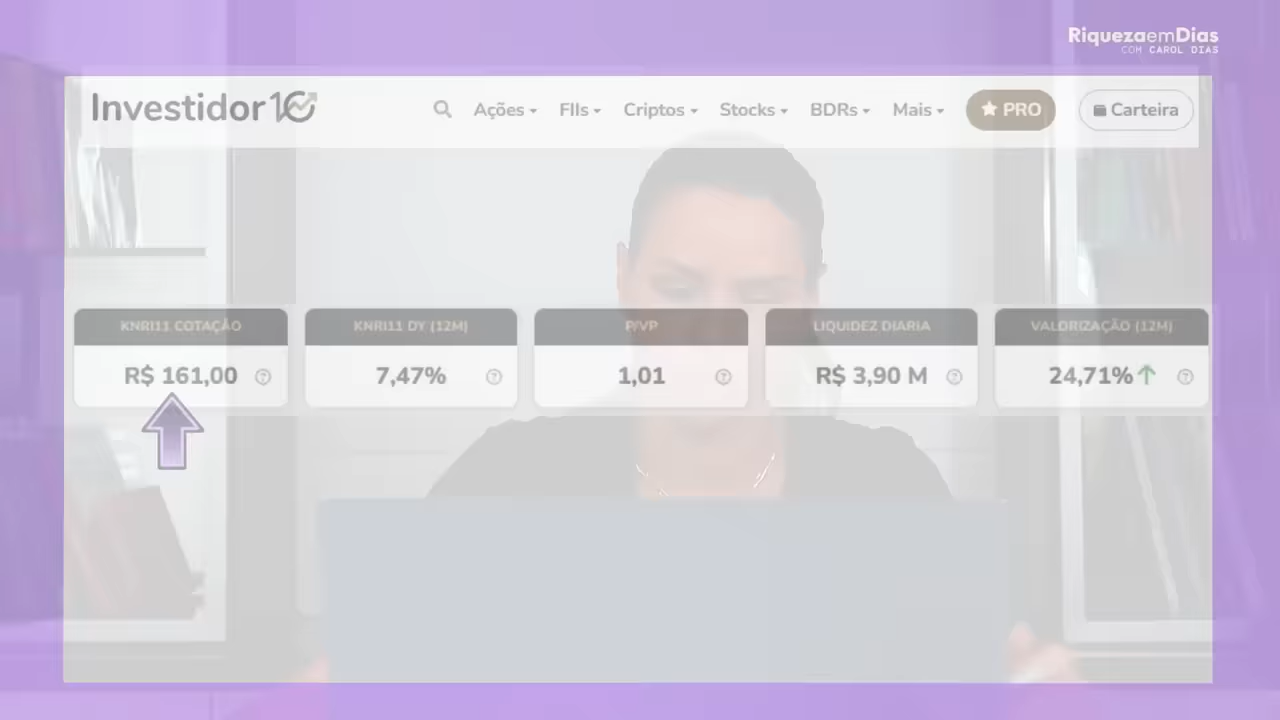 RiquezaemDias
COM CAROL DIAS
Investidor10
Ações FIIs Criptos Stocks BDRs Mais PRO Carteira
KNRI11 COTAÇÃO KNRI11 DY (12M) P/VP LIQUIDEZ DIÁRIA VALORIZAÇÃO (12M)
R$ 161,00 7,47% 1,01 R$ 3,90 M 24,71%